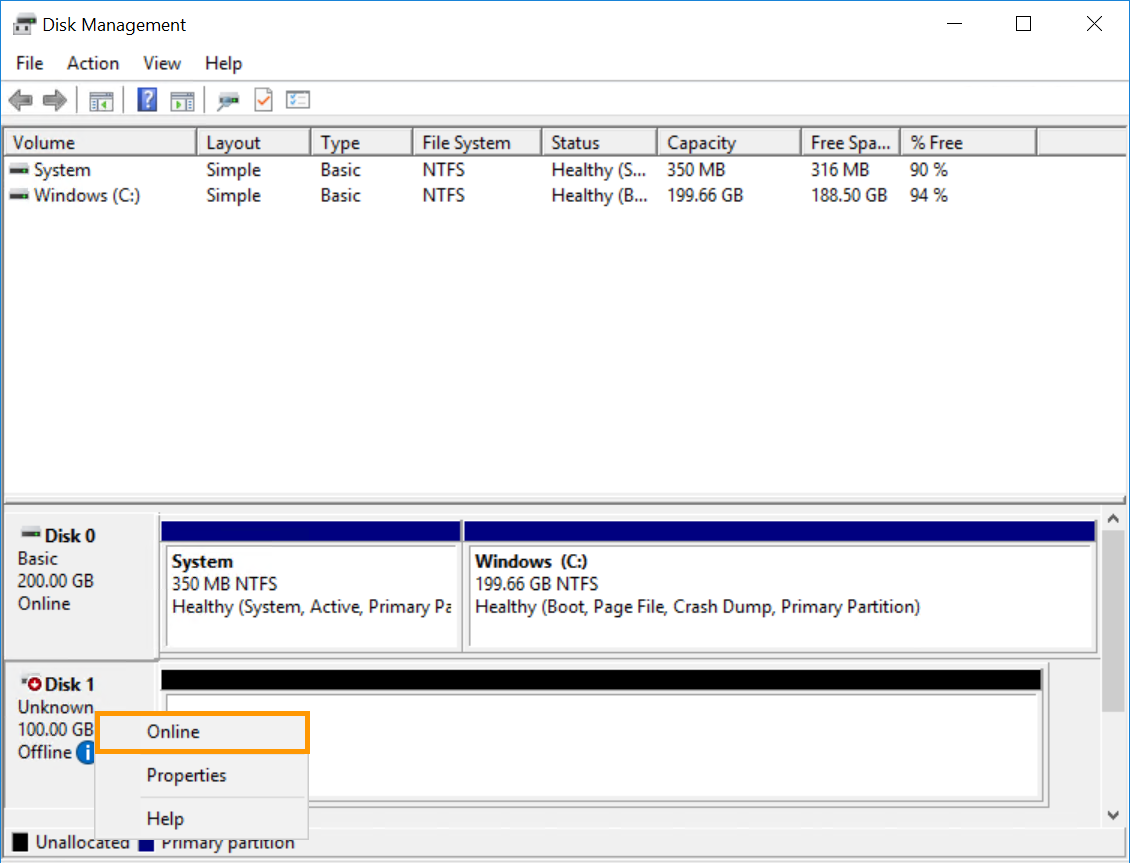 Disk Management
File Action View Help
Volume Layout Type File System Status Capacity Free Spa... % Free
System Simple Basic NTFS Healthy (S... 350 MB 316 MB 90 %
Windows (C:) Simple Basic NTFS Healthy (B... 199.66 GB 188.50 GB 94 %
Disk 0
Basic
200.00 GB
Online
System
350 MB NTFS
Healthy (System, Active, Primary Pa
Windows (C:)
199.66 GB NTFS
Healthy (Boot, Page File, Crash Dump, Primary Partition)
Disk 1
Unknown
100.00 GB
Offline
Online
Properties
Help
Unallocated Primary partition